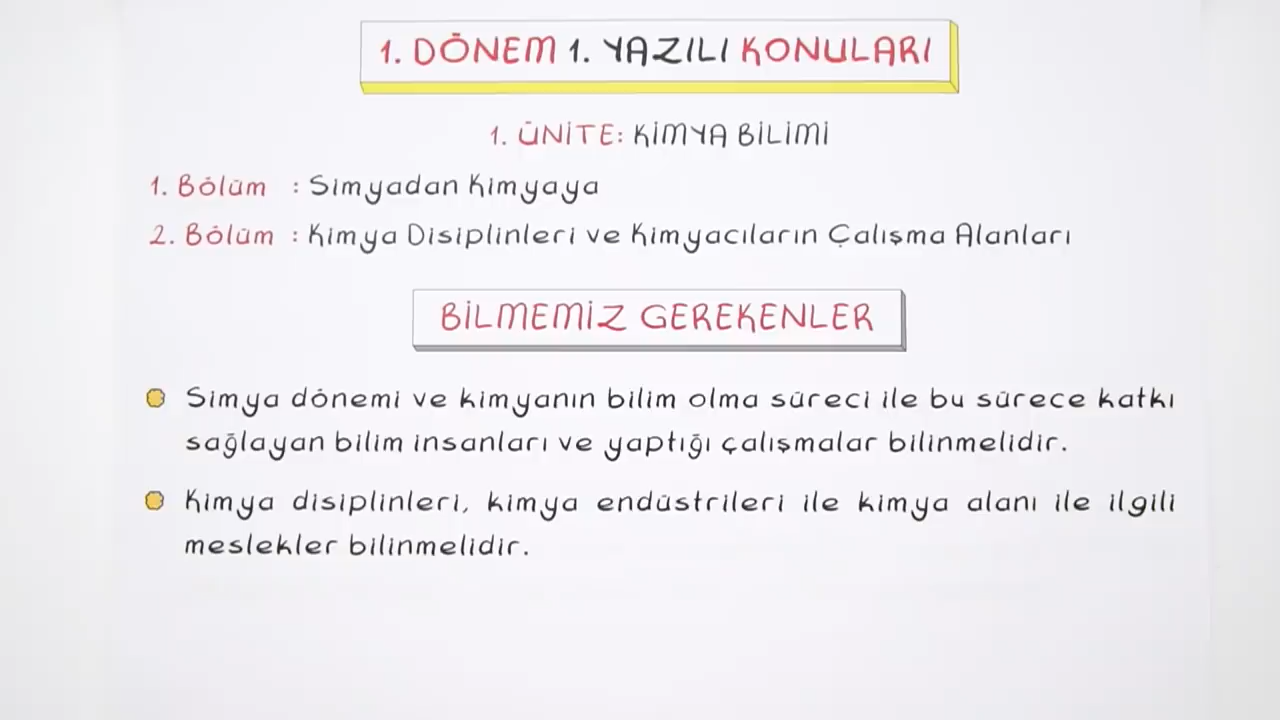 1. DÖNEM 1. YAZILI KONULARI
1. ÜNİTE: KİMYA BİLİMİ
1. Bölüm : Simyadan Kimyaya
2. Bölüm : Kimya Disiplinleri ve Kimyacıların Çalışma Alanları
BİLMEMİZ GEREKENLER
Simya dönemi ve kimyanın bilim olma süreci ile bu sürece katkı
sağlayan bilim insanları ve yaptığı çalışmalar bilinmelidir.
Kimya disiplinleri, kimya endüstrileri ile kimya alanı ile ilgili
meslekler bilinmelidir.